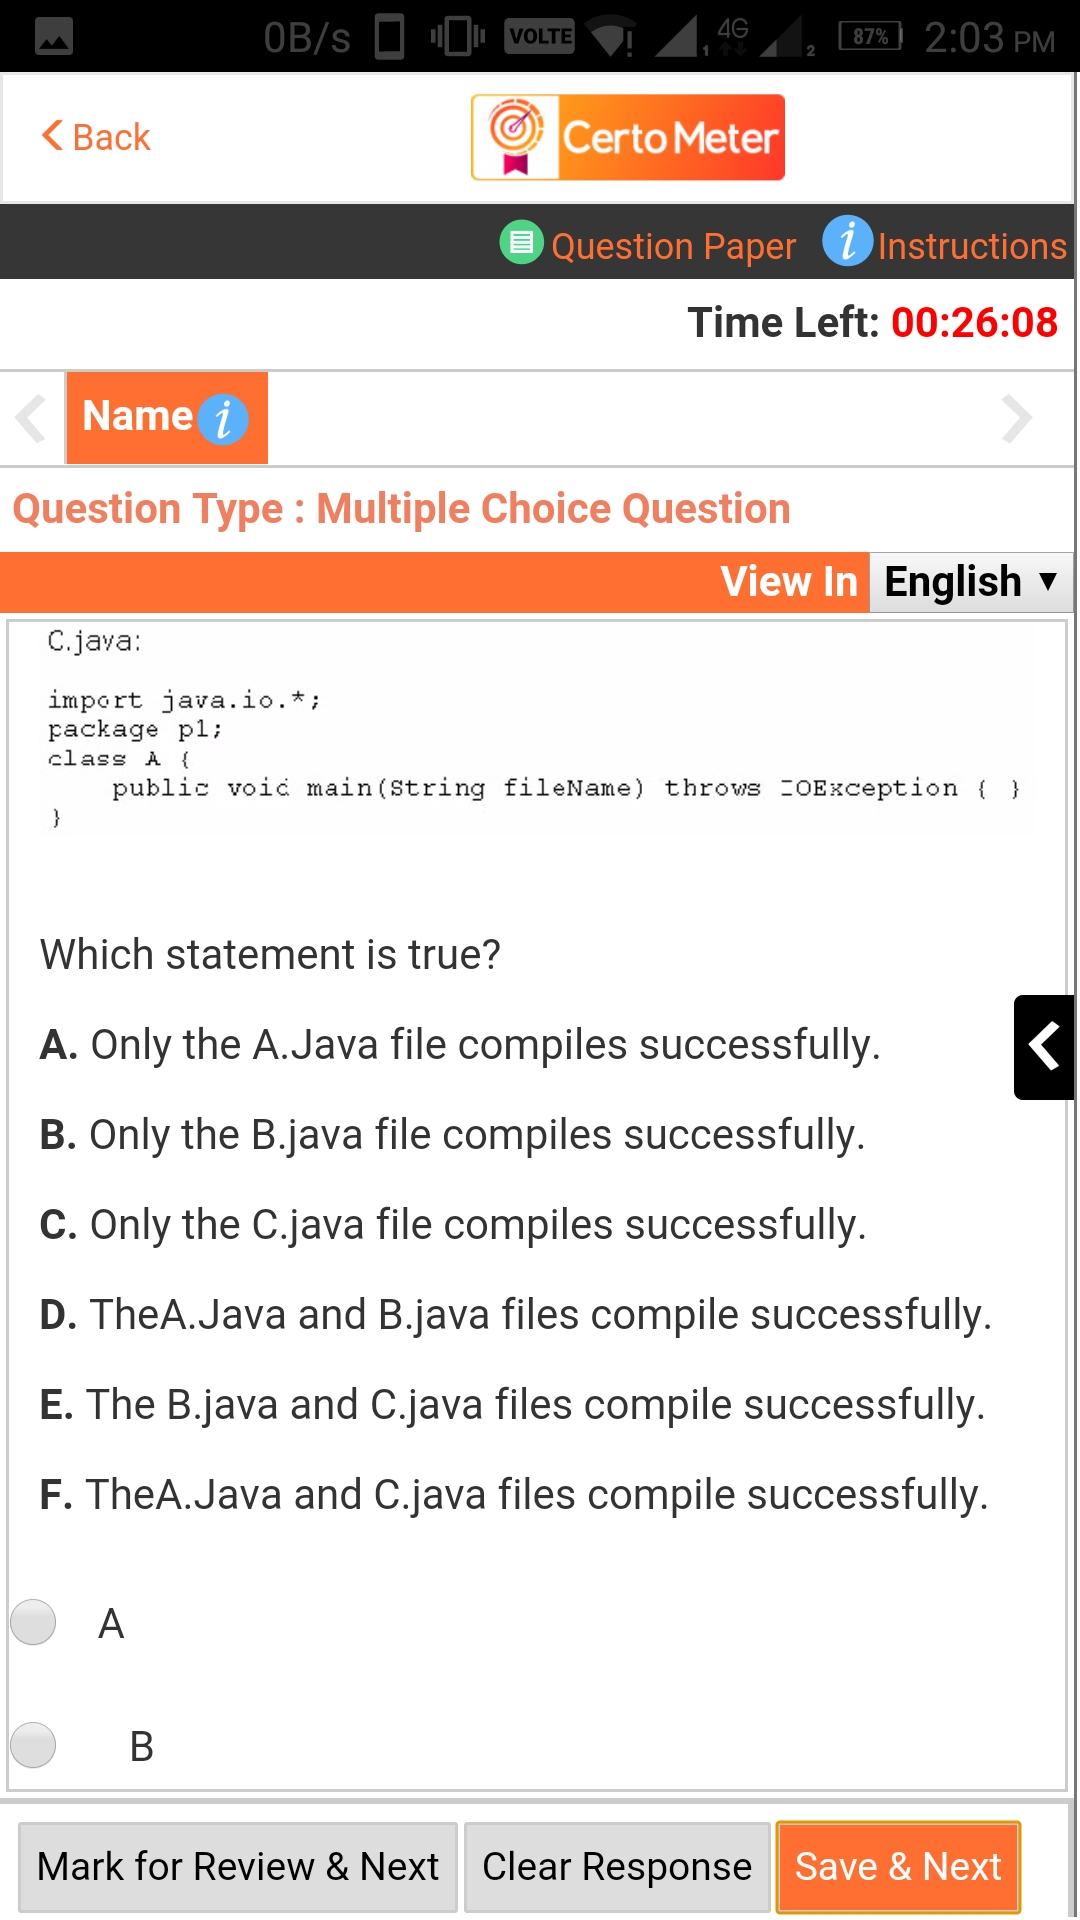 0B/s VOLTE 1 4G 2 87% 2:03 PM
Back
Certo Meter
Question Paper i Instructions
Time Left: 00:26:08
Name i
Question Type : Multiple Choice Question
View In English
C.java:
import java.io.*;
package p1;
class A {
public void main(String fileName) throws IOException { }
}
Which statement is true?
A. Only the A.Java file compiles successfully.
B. Only the B.java file compiles successfully.
C. Only the C.java file compiles successfully.
D. TheA.Java and B.java files compile successfully.
E. The B.java and C.java files compile successfully.
F. TheA.Java and C.java files compile successfully.
A
B
Mark for Review & Next Clear Response Save & Next